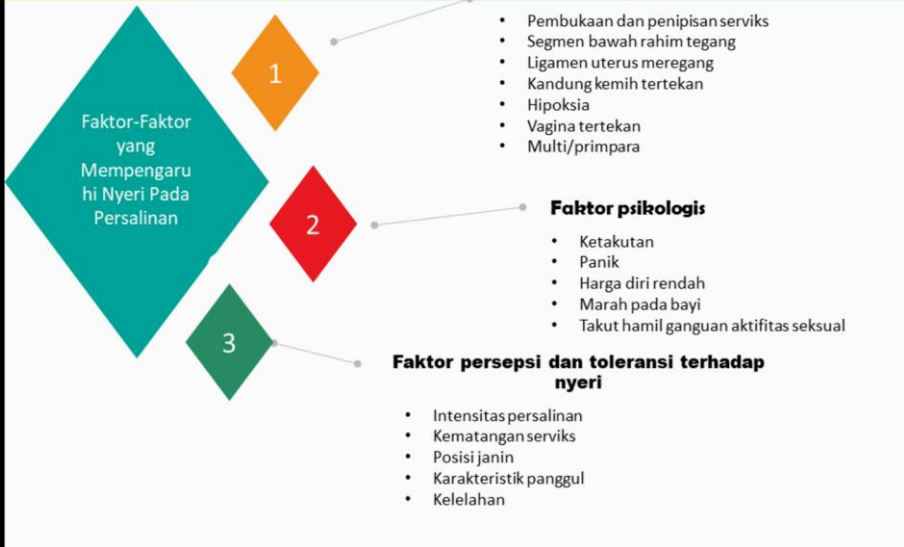 Faktor-Faktor
yang
Mempengaru
hi Nyeri Pada
Persalinan
1
• Pembukaan dan penipisan serviks
• Segmen bawah rahim tegang
• Ligamen uterus meregang
• Kandung kemih tertekan
• Hipoksia
• Vagina tertekan
• Multi/primpara
2
Faktor psikologis
• Ketakutan
• Panik
• Harga diri rendah
• Marah pada bayi
• Takut hamil ganguan aktifitas seksual
3
Faktor persepsi dan toleransi terhadap
nyeri
• Intensitas persalinan
• Kematangan serviks
• Posisi janin
• Karakteristik panggul
• Kelelahan